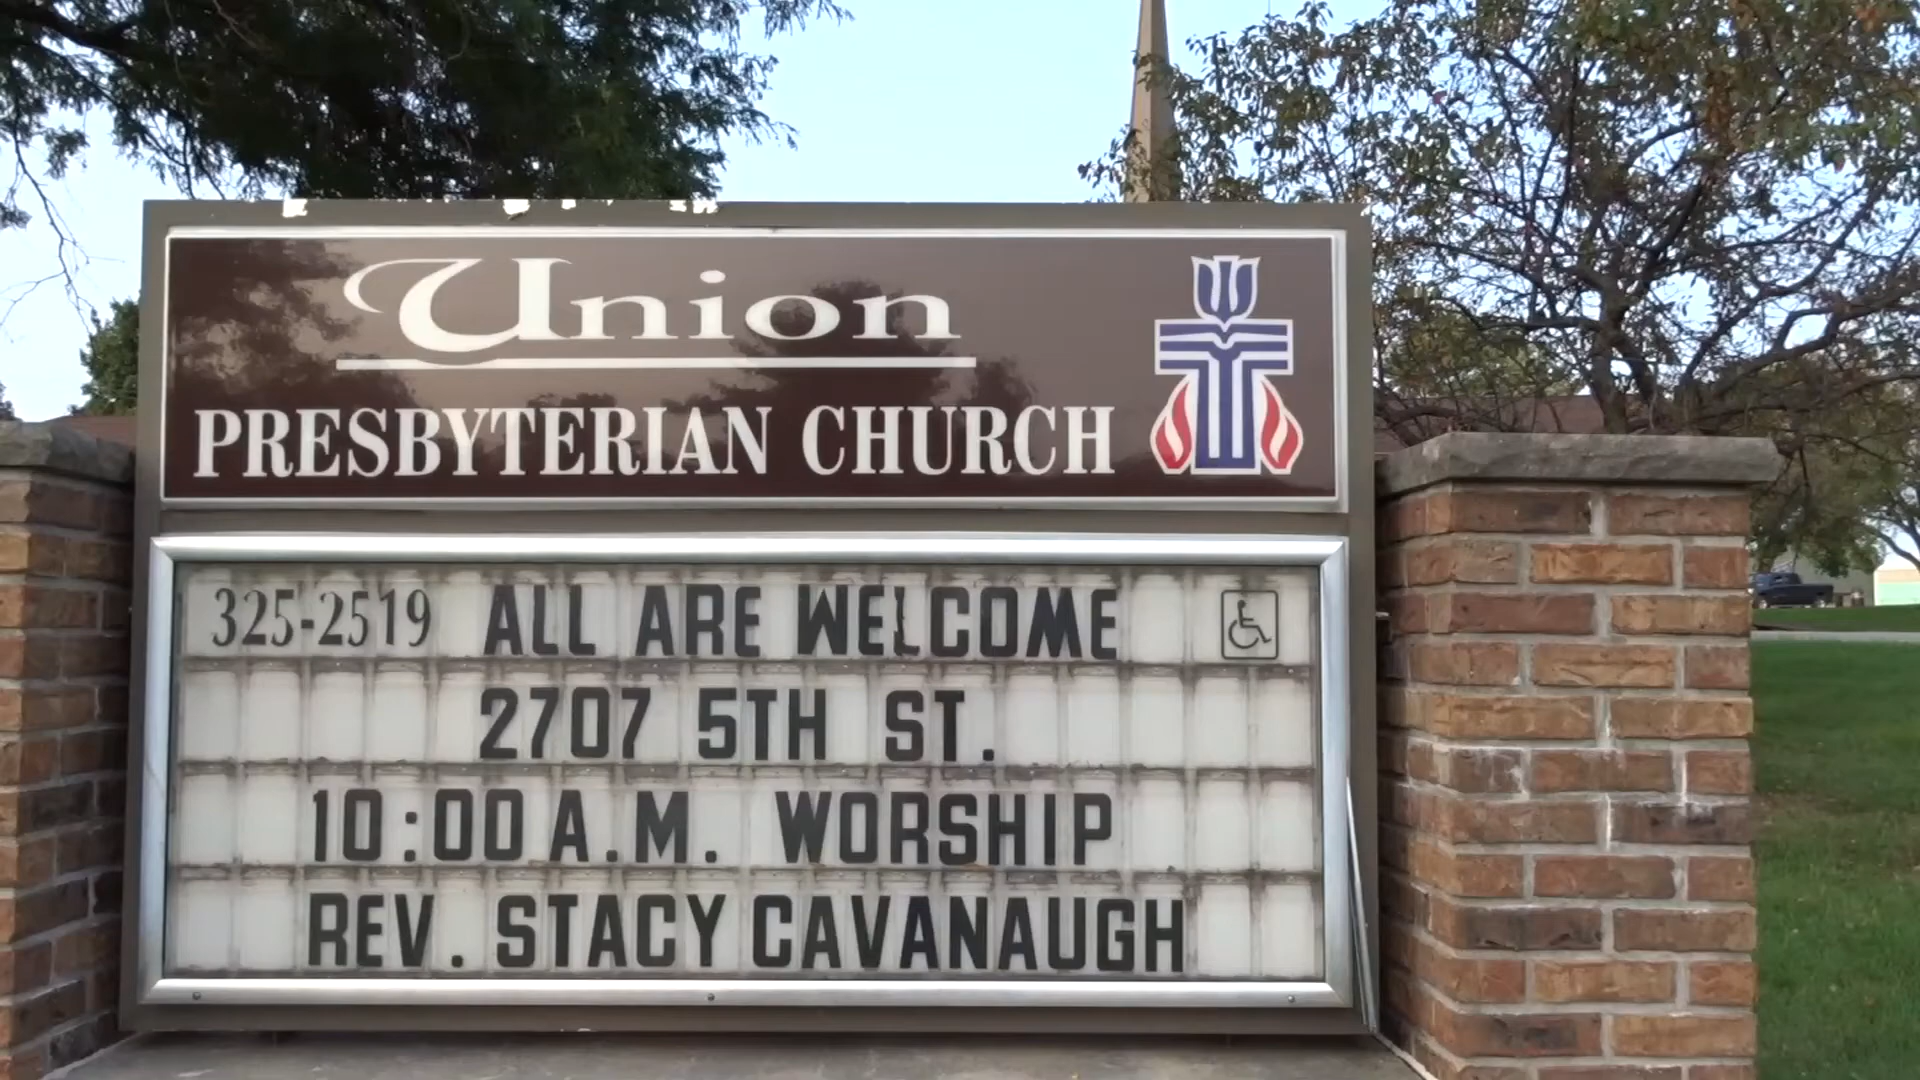 Union
PRESBYTERIAN CHURCH
325-2519 ALL ARE WELCOME
2707 5TH ST.
10:00 A.M. WORSHIP
REV. STACY CAVANAUGH